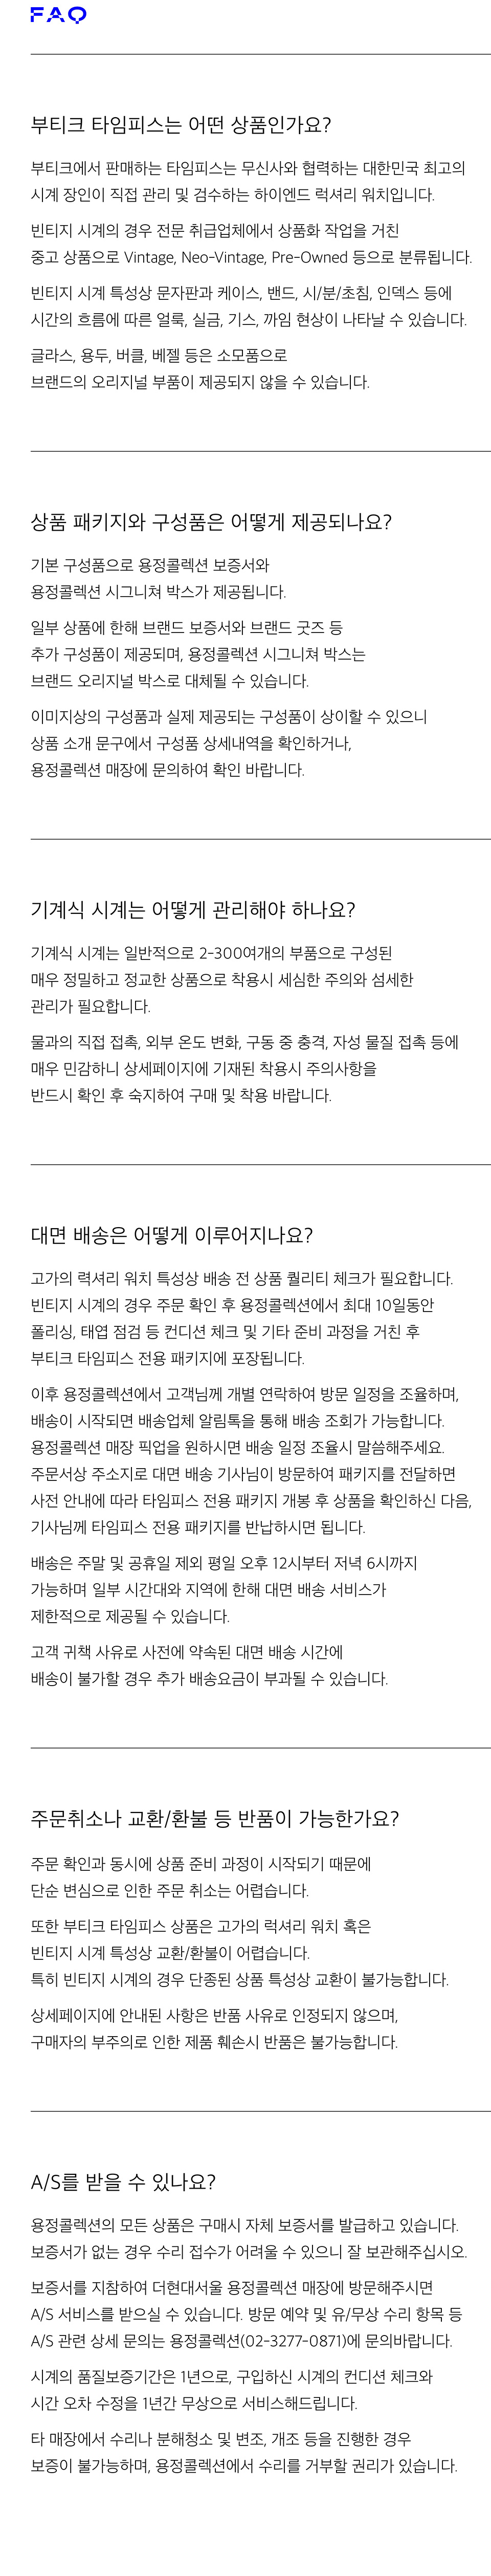 FAQ
부티크 타임피스는 어떤 상품인가요?
부티크에서 판매하는 타임피스는 무신사와 협력하는 대한민국 최고의
시계 장인이 직접 관리 및 검수하는 하이엔드 럭셔리 워치입니다.
빈티지 시계의 경우 전문 취급업체에서 상품화 작업을 거친
중고 상품으로 Vintage, Neo-Vintage, Pre-Owned 등으로 분류됩니다.
빈티지 시계 특성상 문자판과 케이스, 밴드, 시/분/초침, 인덱스 등에
시간의 흐름에 따른 얼룩, 실금, 기스, 까임 현상이 나타날 수 있습니다.
글라스, 용두, 버클, 베젤 등은 소모품으로
브랜드의 오리지널 부품이 제공되지 않을 수 있습니다.
상품 패키지와 구성품은 어떻게 제공되나요?
기본 구성품으로 용정콜렉션 보증서와
용정콜렉션 시그니쳐 박스가 제공됩니다.
일부 상품에 한해 브랜드 보증서와 브랜드 굿즈 등
추가 구성품이 제공되며, 용정콜렉션 시그니쳐 박스는
브랜드 오리지널 박스로 대체될 수 있습니다.
이미지상의 구성품과 실제 제공되는 구성품이 상이할 수 있으니
상품 소개 문구에서 구성품 상세내역을 확인하거나,
용정콜렉션 매장에 문의하여 확인 바랍니다.
기계식 시계는 어떻게 관리해야 하나요?
기계식 시계는 일반적으로 2-300여개의 부품으로 구성된
매우 정밀하고 정교한 상품으로 착용시 세심한 주의와 섬세한
관리가 필요합니다.
물과의 직접 접촉, 외부 온도 변화, 구동 중 충격, 자성 물질 접촉 등에
매우 민감하니 상세페이지에 기재된 착용시 주의사항을
반드시 확인 후 숙지하여 구매 및 착용 바랍니다.
대면 배송은 어떻게 이루어지나요?
고가의 력셔리 워치 특성상 배송 전 상품 퀄리티 체크가 필요합니다.
빈티지 시계의 경우 주문 확인 후 용정콜렉션에서 최대 10일동안
폴리싱, 태엽 점검 등 컨디션 체크 및 기타 준비 과정을 거친 후
부티크 타임피스 전용 패키지에 포장됩니다.
이후 용정콜렉션에서 고객님께 개별 연락하여 방문 일정을 조율하며,
배송이 시작되면 배송업체 알림톡을 통해 배송 조회가 가능합니다.
용정콜렉션 매장 픽업을 원하시면 배송 일정 조율시 말씀해주세요.
주문서상 주소지로 대면 배송 기사님이 방문하여 패키지를 전달하면
사전 안내에 따라 타임피스 전용 패키지 개봉 후 상품을 확인하신 다음,
기사님께 타임피스 전용 패키지를 반납하시면 됩니다.
배송은 주말 및 공휴일 제외 평일 오후 12시부터 저녁 6시까지
가능하며 일부 시간대와 지역에 한해 대면 배송 서비스가
제한적으로 제공될 수 있습니다.
고객 귀책 사유로 사전에 약속된 대면 배송 시간에
배송이 불가할 경우 추가 배송요금이 부과될 수 있습니다.
주문취소나 교환/환불 등 반품이 가능한가요?
주문 확인과 동시에 상품 준비 과정이 시작되기 때문에
단순 변심으로 인한 주문 취소는 어렵습니다.
또한 부티크 타임피스 상품은 고가의 럭셔리 워치 혹은
빈티지 시계 특성상 교환/환불이 어렵습니다.
특히 빈티지 시계의 경우 단종된 상품 특성상 교환이 불가능합니다.
상세페이지에 안내된 사항은 반품 사유로 인정되지 않으며,
구매자의 부주의로 인한 제품 훼손시 반품은 불가능합니다.
A/S를 받을 수 있나요?
용정콜렉션의 모든 상품은 구매시 자체 보증서를 발급하고 있습니다.
보증서가 없는 경우 수리 접수가 어려울 수 있으니 잘 보관해주십시오.
보증서를 지참하여 더현대서울 용정콜렉션 매장에 방문해주시면
A/S 서비스를 받으실 수 있습니다. 방문 예약 및 유/무상 수리 항목 등
A/S 관련 상세 문의는 용정콜렉션(02-3277-0871)에 문의바랍니다.
시계의 품질보증기간은 1년으로, 구입하신 시계의 컨디션 체크와
시간 오차 수정을 1년간 무상으로 서비스해드립니다.
타 매장에서 수리나 분해청소 및 변조, 개조 등을 진행한 경우
보증이 불가능하며, 용정콜렉션에서 수리를 거부할 권리가 있습니다.